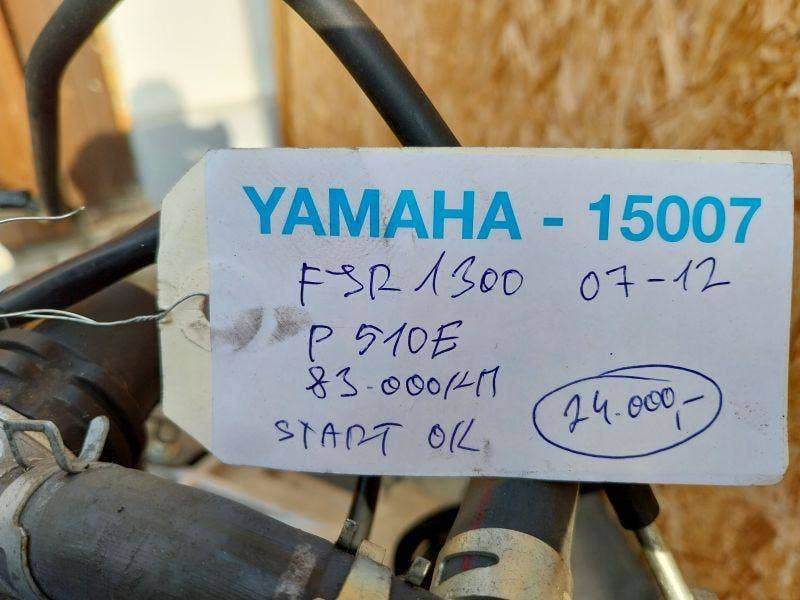 YAMAHA - 15007
FJR 1300 07-12
P 510E
83.000KM
START OK
24.000,-